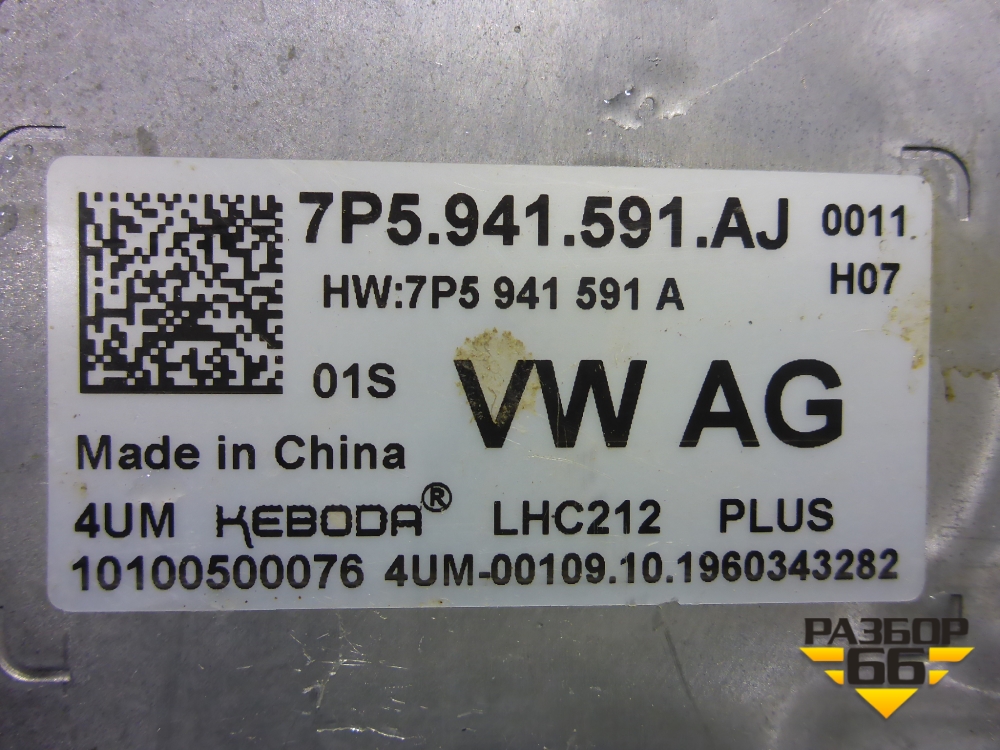 7P5.941.591.AJ 0011
HW:7P5 941 591 A H07
01S VW AG
Made in China
4UM KEBODA® LHC212 PLUS
10100500076 4UM-00109.10.1960343282
РАЗБОР
66